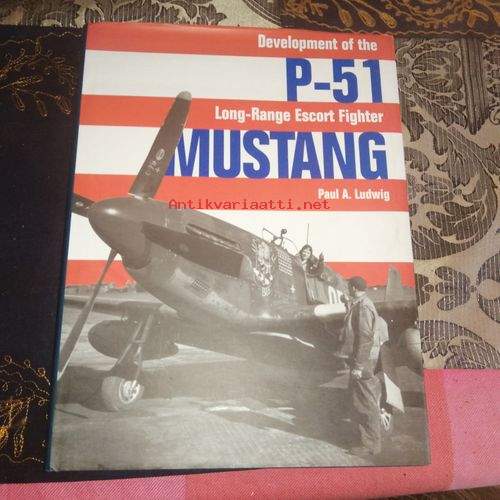 Development of the
P-51
Long-Range Escort Fighter
MUSTANG
Paul A. Ludwig
Antikvariaatti.net